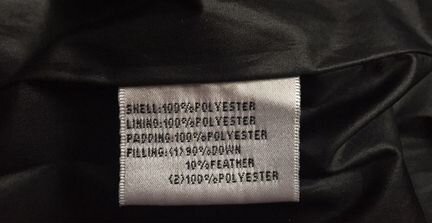 SHELL:100%POLYESTER
LINING:100%POLYESTER
PADDING:100%POLYESTER
FILLING:(1)90%DOWN
10%FEATHER
(2)100%POLYESTER